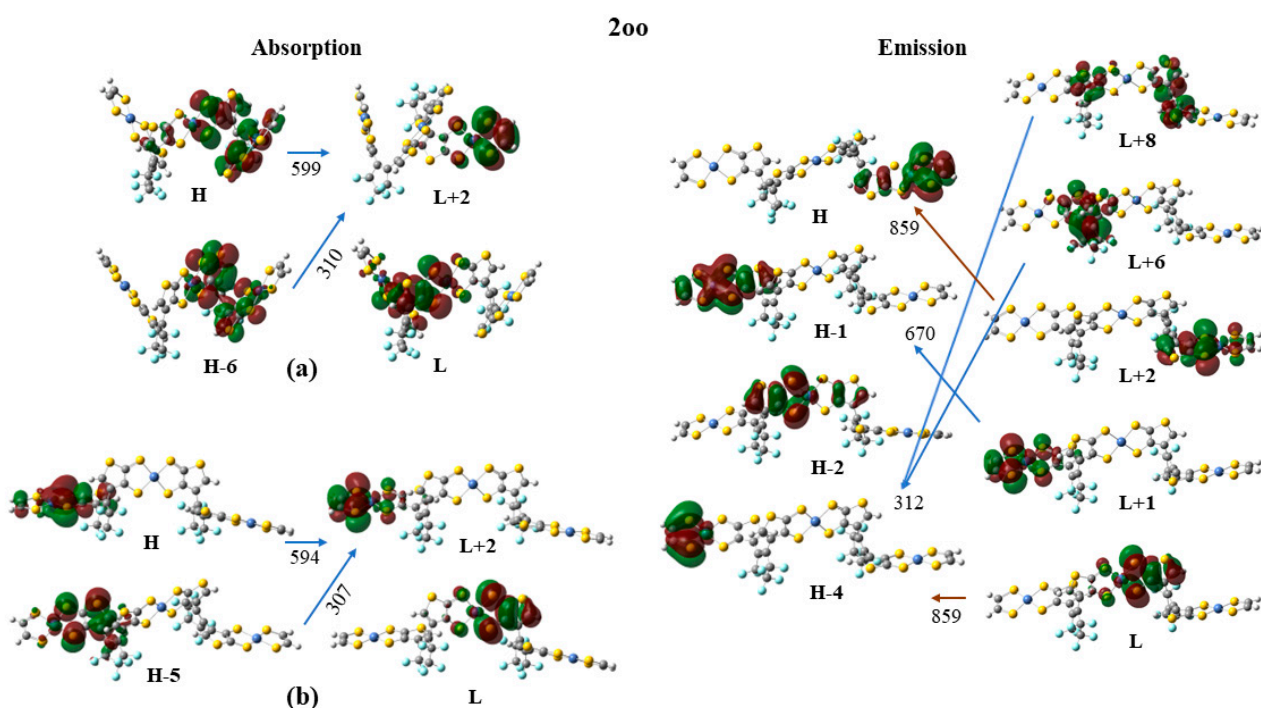 2oo
Absorption
H
599
L+2
310
H-6
(a)
L
H
594
L+2
307
H-5
(b)
L
Emission
L+8
H
859
L+6
H-1
670
L+2
H-2
312
L+1
H-4
859
L